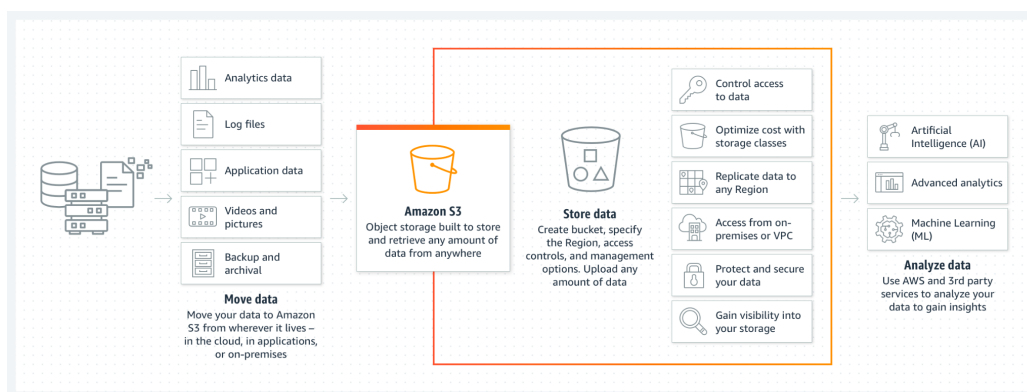 Analytics data
Log files
Application data
Videos and
pictures
Backup and
archival
Move data
Move your data to Amazon
S3 from wherever it lives –
in the cloud, in applications,
or on-premises
Amazon S3
Object storage built to store
and retrieve any amount of
data from anywhere
Store data
Create bucket, specify
the Region, access
controls, and management
options. Upload any
amount of data
Control access
to data
Optimize cost with
storage classes
Replicate data to
any Region
Access from on-
premises or VPC
Protect and secure
your data
Gain visibility into
your storage
Artificial
Intelligence (AI)
Advanced analytics
Machine Learning
(ML)
Analyze data
Use AWS and 3rd party
services to analyze your
data to gain insights